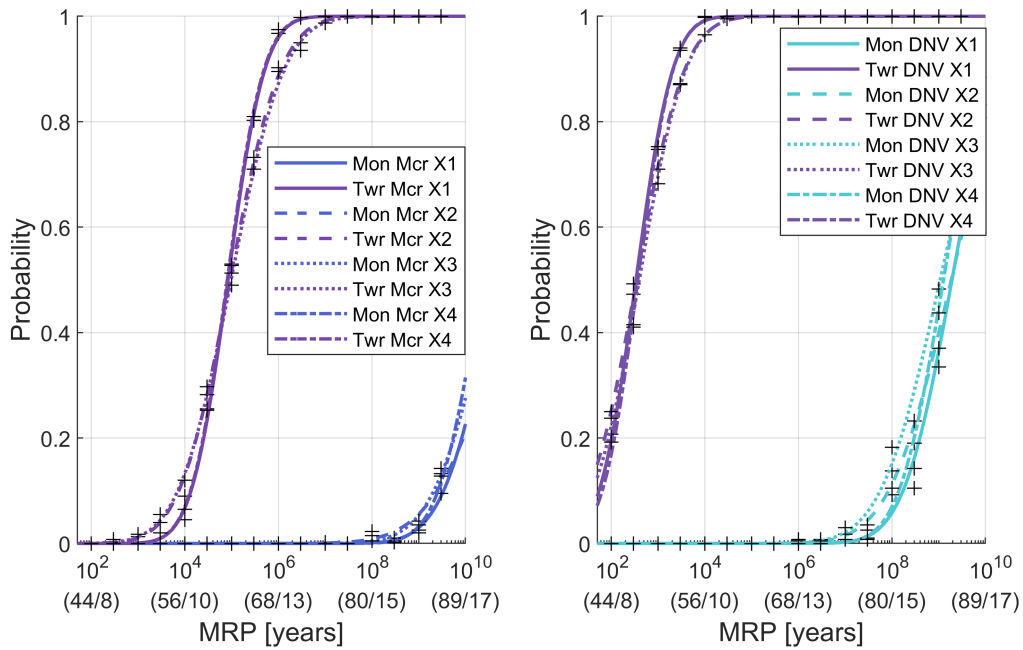 Probability
1
0.8
0.6
0.4
0.2
0
Mon Mcr X1
Twr Mcr X1
Mon Mcr X2
Twr Mcr X2
Mon Mcr X3
Twr Mcr X3
Mon Mcr X4
Twr Mcr X4
10^2 10^4 10^6 10^8 10^10
(44/8) (56/10) (68/13) (80/15) (89/17)
MRP [years]
Probability
1
0.8
0.6
0.4
0.2
0
Mon DNV X1
Twr DNV X1
Mon DNV X2
Twr DNV X2
Mon DNV X3
Twr DNV X3
Mon DNV X4
Twr DNV X4
10^2 10^4 10^6 10^8 10^10
(44/8) (56/10) (68/13) (80/15) (89/17)
MRP [years]